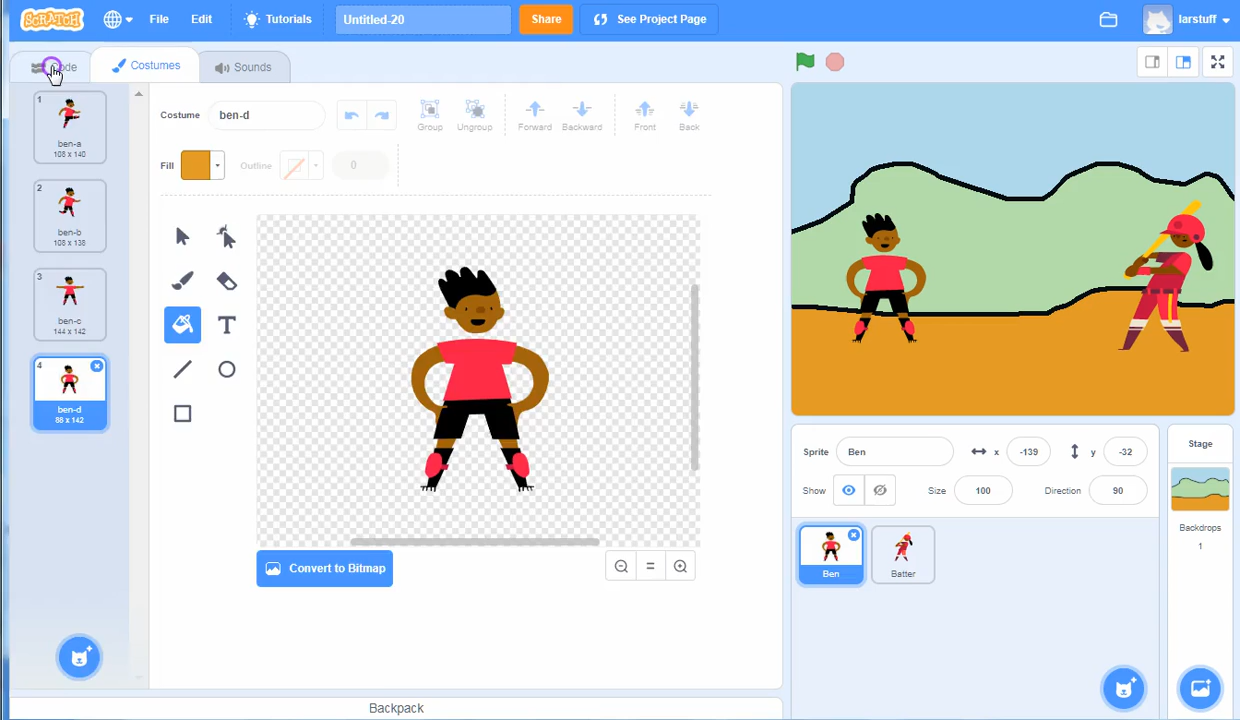 SCRATCH File Edit Tutorials Untitled-20 Share See Project Page larstuff
Code Costumes Sounds
1
ben-a
108 x 140
2
ben-b
108 x 138
3
ben-c
144 x 142
4
ben-d
88 x 142
Costume ben-d Group Ungroup Forward Backward Front Back
Fill Outline 0
T
Convert to Bitmap
Sprite Ben x -139 y -32
Show Size 100 Direction 90
Ben Batter
Stage
Backdrops
1
Backpack